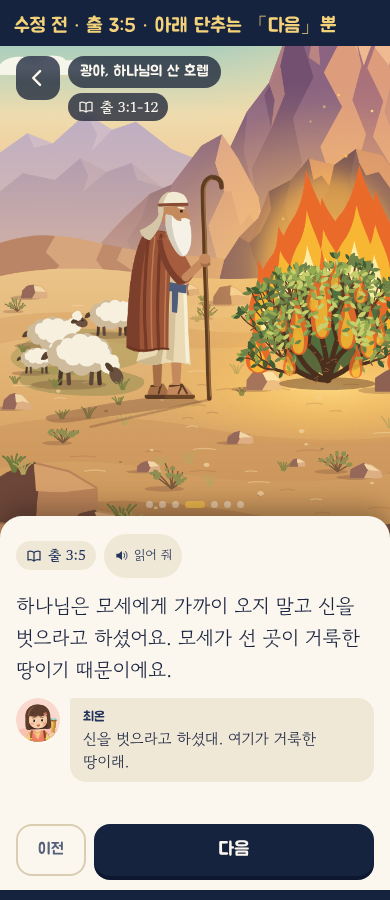 수정 전 · 출 3:5 · 아래 단추는 「다음」뿐
광야, 하나님의 산 호렙
출 3:1-12
출 3:5
읽어 줘
하나님은 모세에게 가까이 오지 말고 신을
벗으라고 하셨어요. 모세가 선 곳이 거룩한
땅이기 때문이에요.
최온
신을 벗으라고 하셨대. 여기가 거룩한
땅이래.
이전
다음